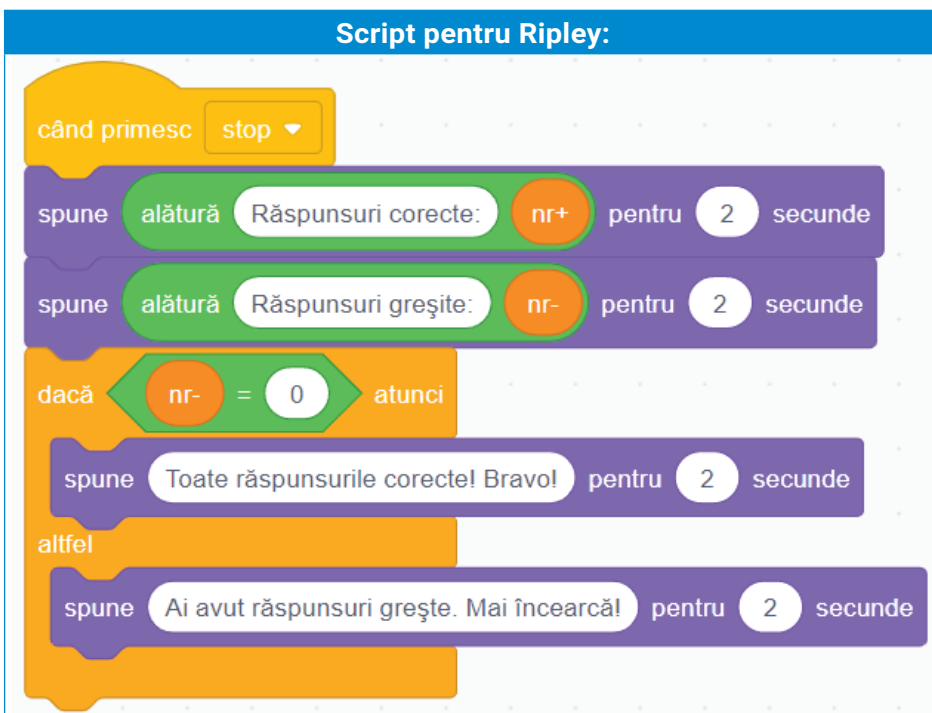 Script pentru Ripley:
când primesc stop
spune alătură Răspunsuri corecte: nr+ pentru 2 secunde
spune alătură Răspunsuri greșite: nr- pentru 2 secunde
dacă nr- = 0 atunci
spune Toate răspunsurile corecte! Bravo! pentru 2 secunde
altfel
spune Ai avut răspunsuri greşte. Mai încearcă! pentru 2 secunde